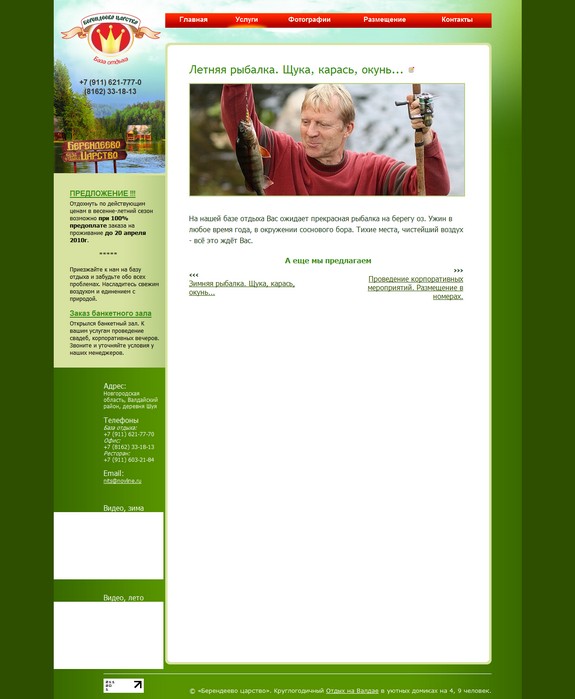 Берендеево царство
База отдыха
Главная
Услуги
Фотографии
Размещение
Контакты
+7 (911) 621-777-0
(8162) 33-18-13
Берендеево
Царство
ПРЕДЛОЖЕНИЕ !!!
Отдохнуть по действующим
ценам в весенне-летний сезон
возможно при 100%
предоплате заказа на
проживание до 20 апреля
2010г.
*****
Приезжайте к нам на базу
отдыха и забудьте обо всех
проблемах. Насладитесь свежим
воздухом и единением с
природой.
Заказ банкетного зала
Открылся банкетный зал. К
вашим услугам проведение
свадеб, корпоративных вечеров.
Звоните и уточняйте условия у
наших менеджеров.
Адрес:
Новгородская
область, Валдайский
район, деревня Шуя
Телефоны
База отдыха:
+7 (911) 621-77-70
Офис:
+7 (8162) 33-18-13
Ресторан:
+7 (911) 603-21-84
Email:
nita@novline.ru
Видео, зима
Видео, лето
Летняя рыбалка. Щука, карась, окунь...
На нашей базе отдыха Вас ожидает прекрасная рыбалка на берегу оз. Ужин в
любое время года, в окружении соснового бора. Тихие места, чистейший воздух
- всё это ждёт Вас.
А еще мы предлагаем
‹‹‹
Зимняя рыбалка. Щука, карась,
окунь...
›››
Проведение корпоративных
мероприятий. Размещение в
номерах.
© «Берендеево царство». Круглогодичный Отдых на Валдае в уютных домиках на 4, 9 человек.